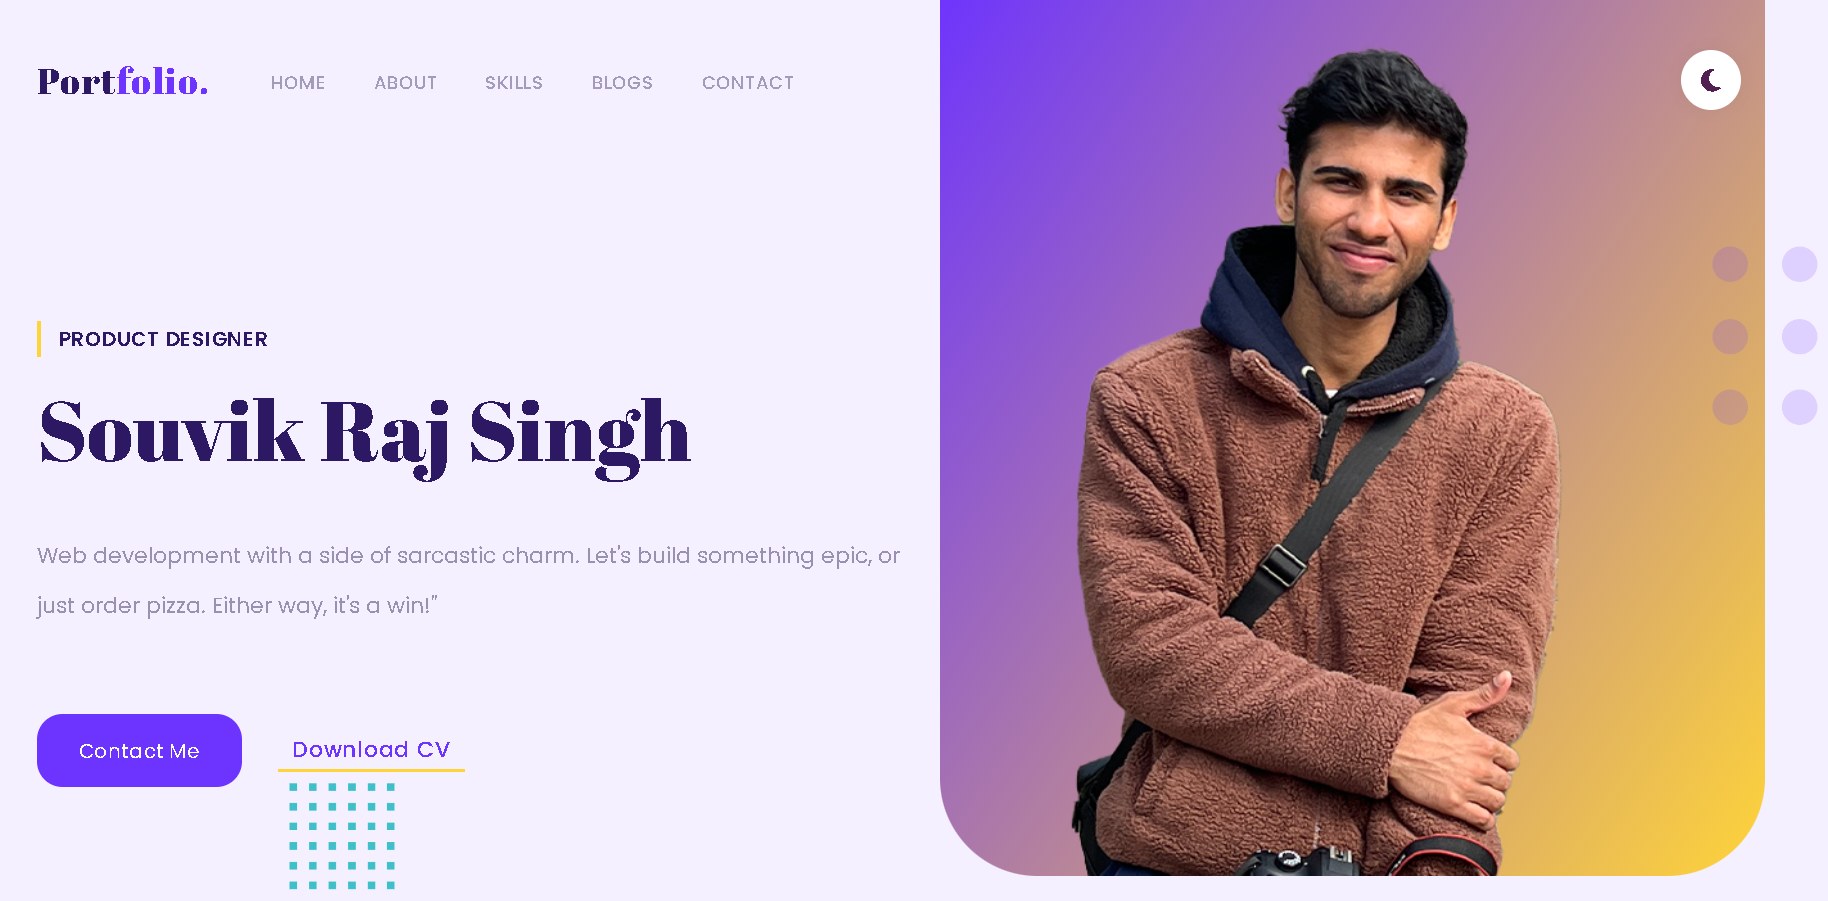 Portfolio.
HOME ABOUT SKILLS BLOGS CONTACT
PRODUCT DESIGNER
Souvik Raj Singh
Web development with a side of sarcastic charm. Let's build something epic, or
just order pizza. Either way, it's a win!"
Contact Me
Download CV